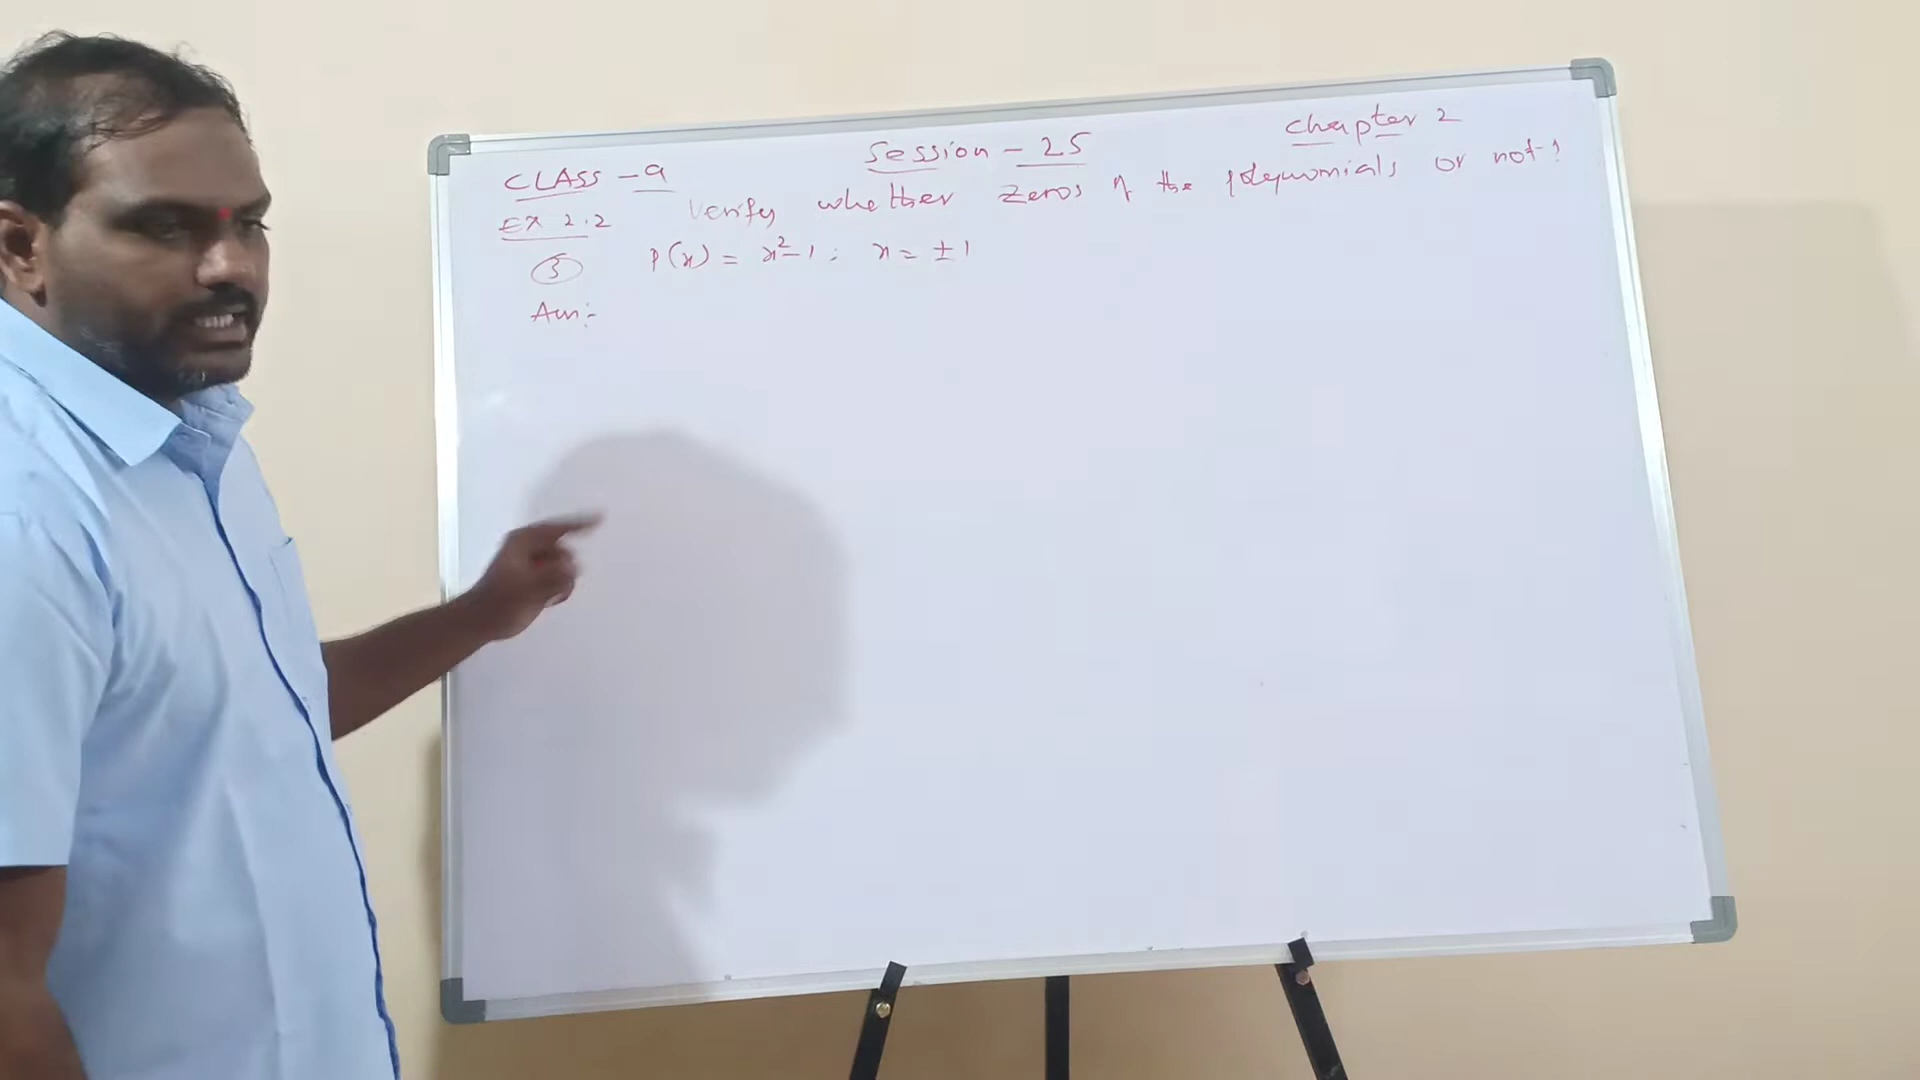 Session - 25
Chapter 2
CLASS - 9
EX 2.2
Verify whether zeros of the polynomials or not?
3
P(x) = x²-1; x = ±1
Ans:-